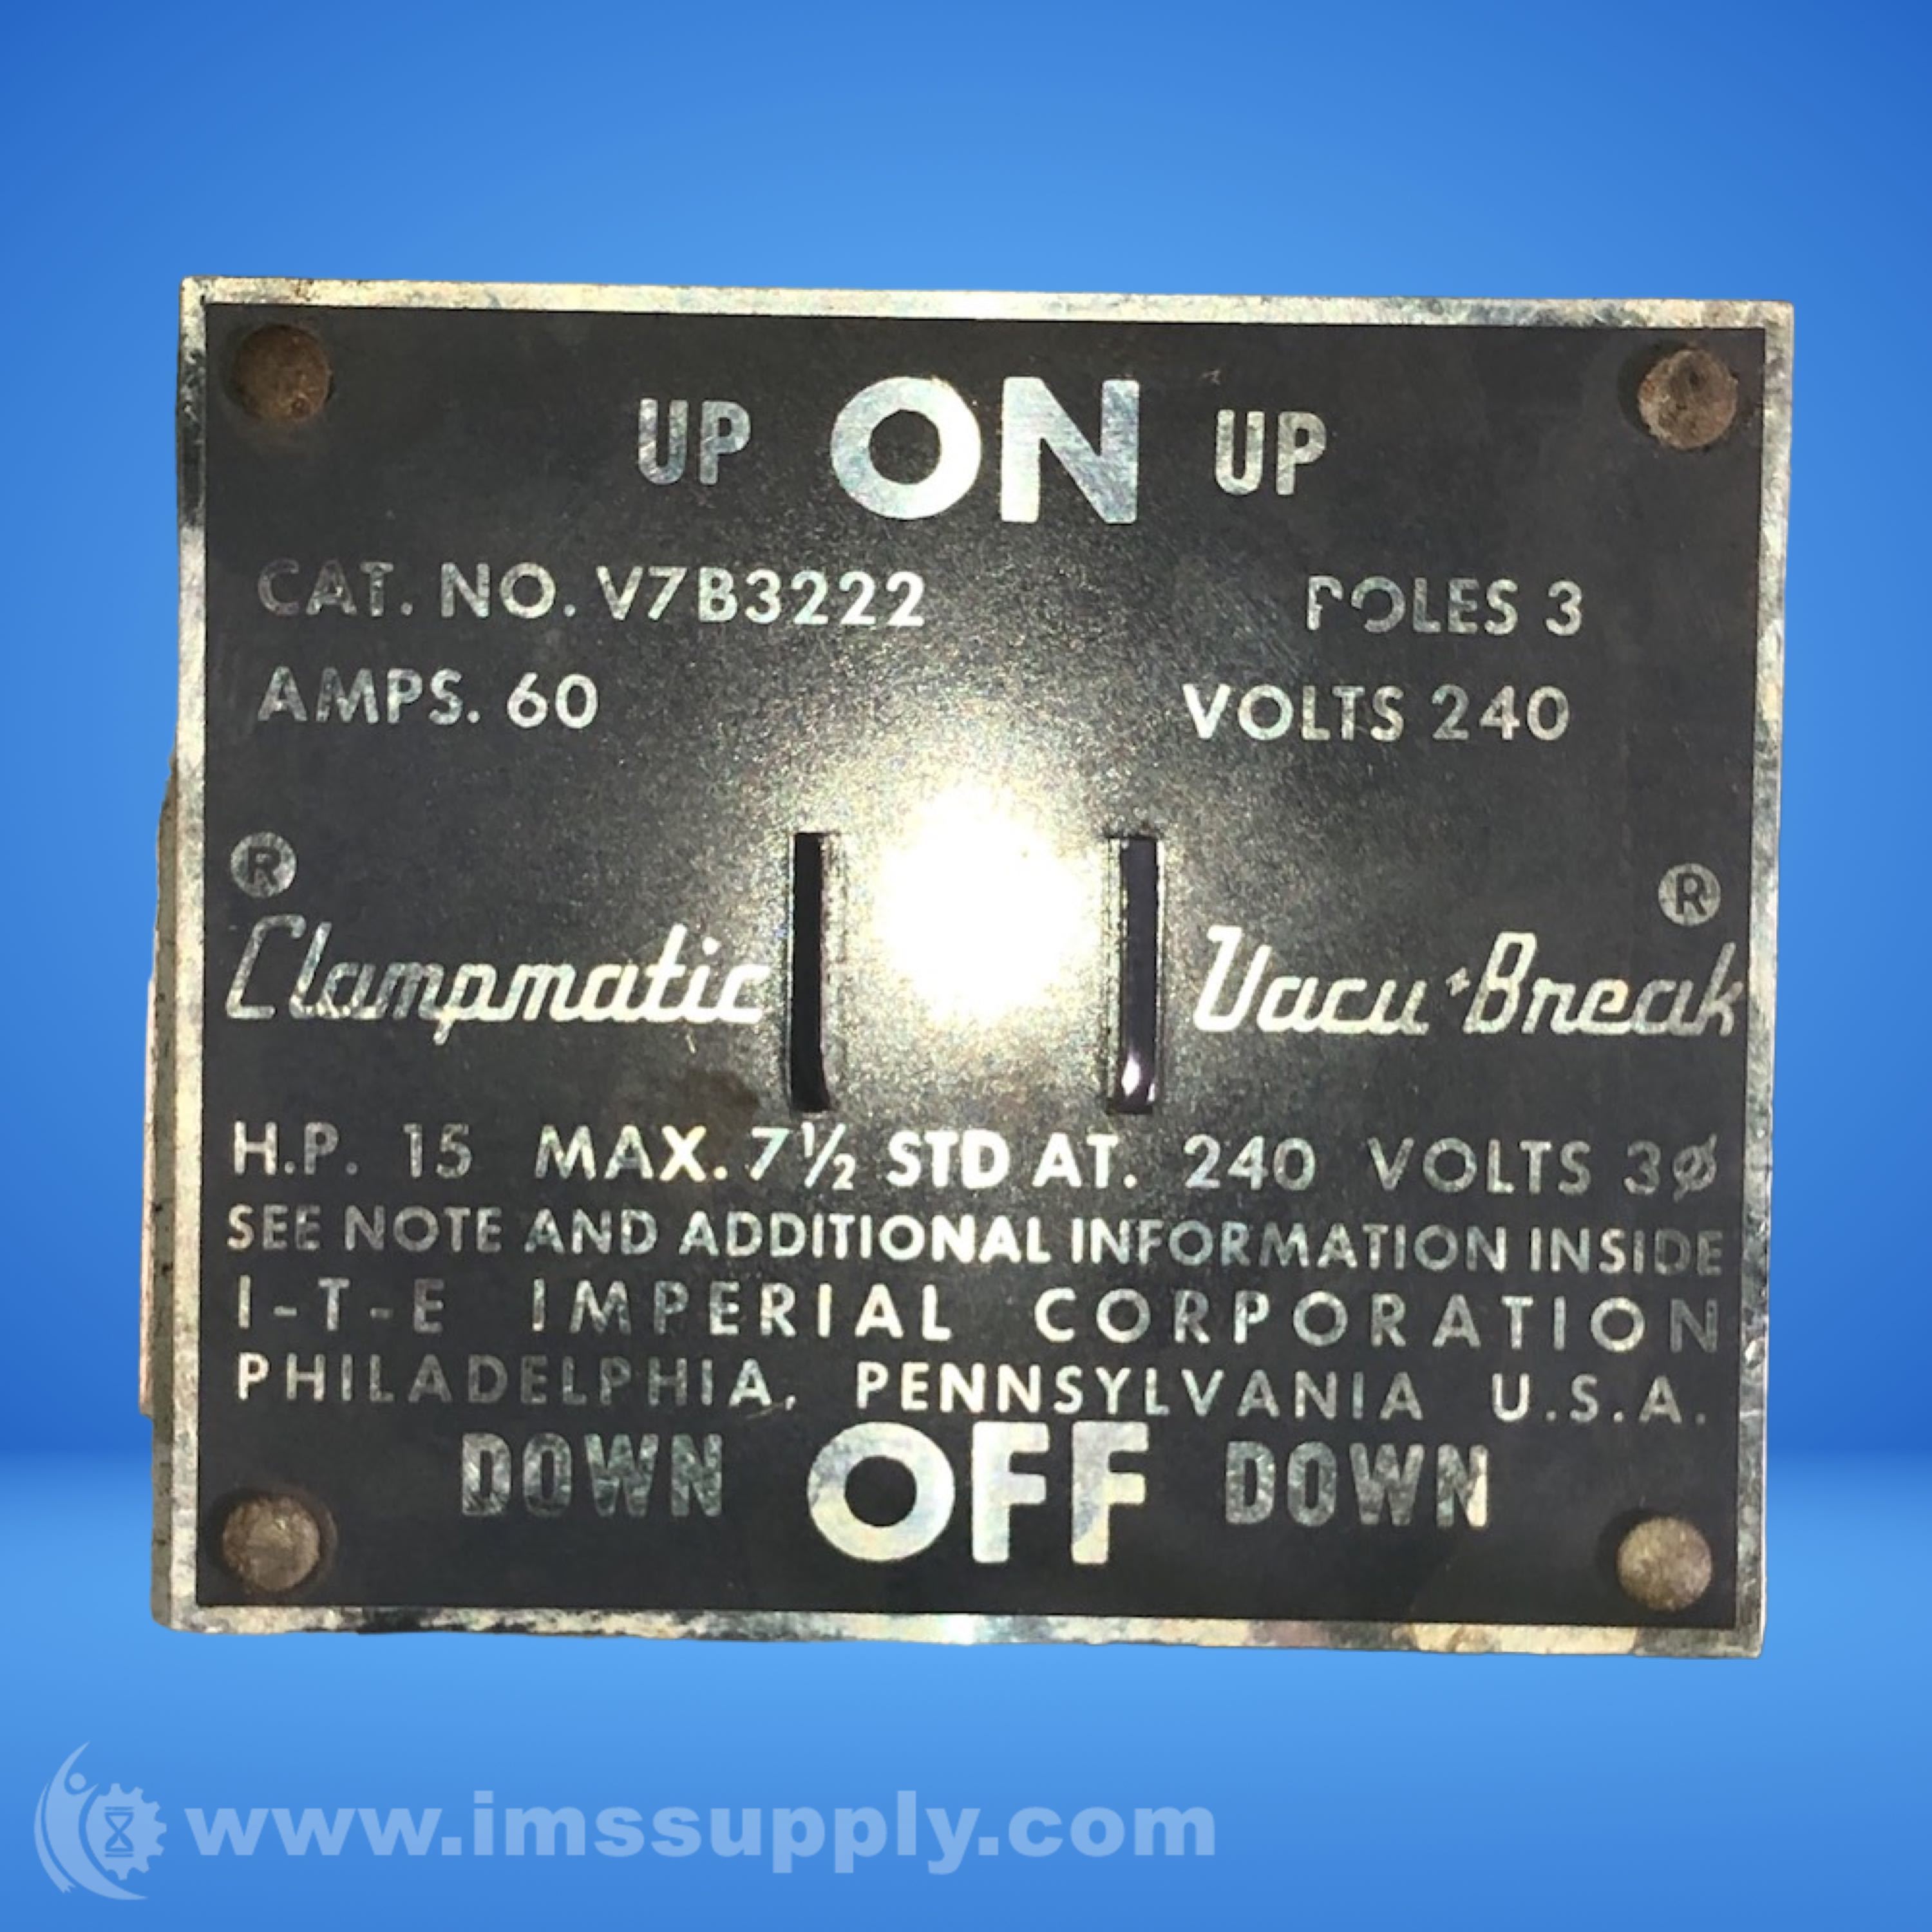 UP ON UP
CAT. NO. V7B3222 POLES 3
AMPS. 60 VOLTS 240
® ®
Clampmatic Vacu-Break
H.P. 15 MAX. 7½ STD AT. 240 VOLTS 3Ø
SEE NOTE AND ADDITIONAL INFORMATION INSIDE
I-T-E IMPERIAL CORPORATION
PHILADELPHIA, PENNSYLVANIA U.S.A.
DOWN OFF DOWN
www.imssupply.com